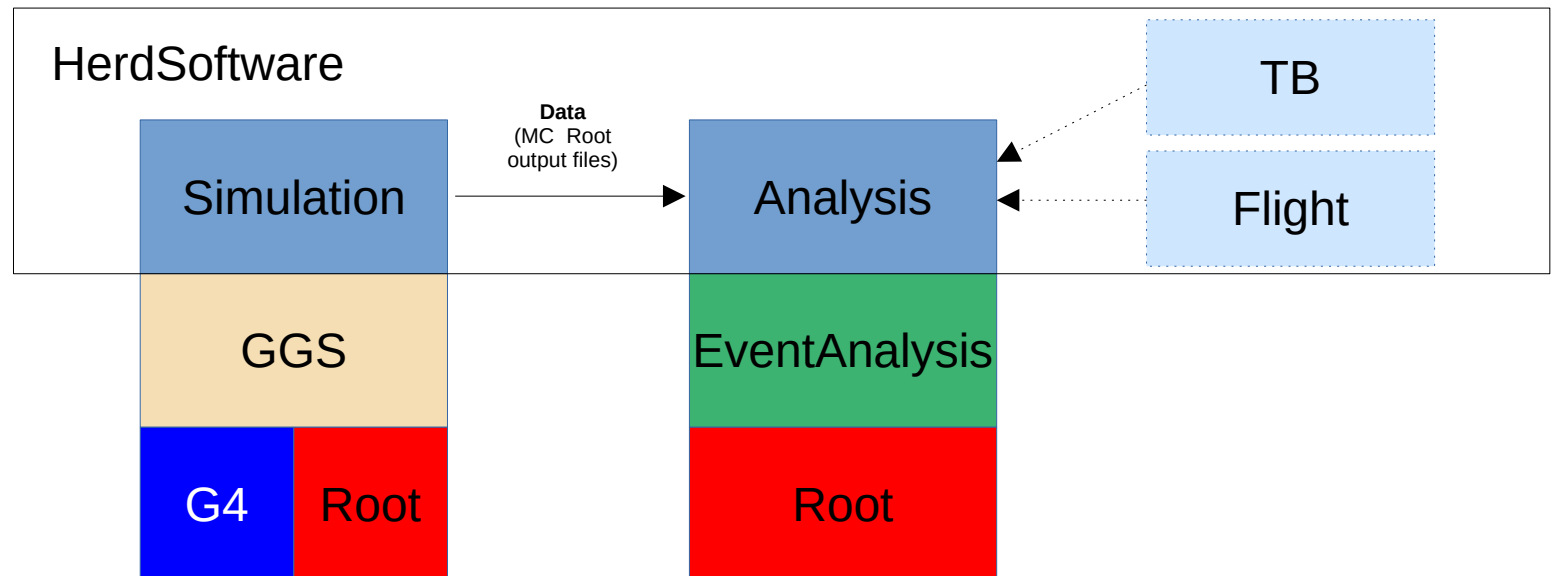 HerdSoftware
TB
Data
(MC Root
output files)
Simulation
Analysis
Flight
GGS
EventAnalysis
G4
Root
Root